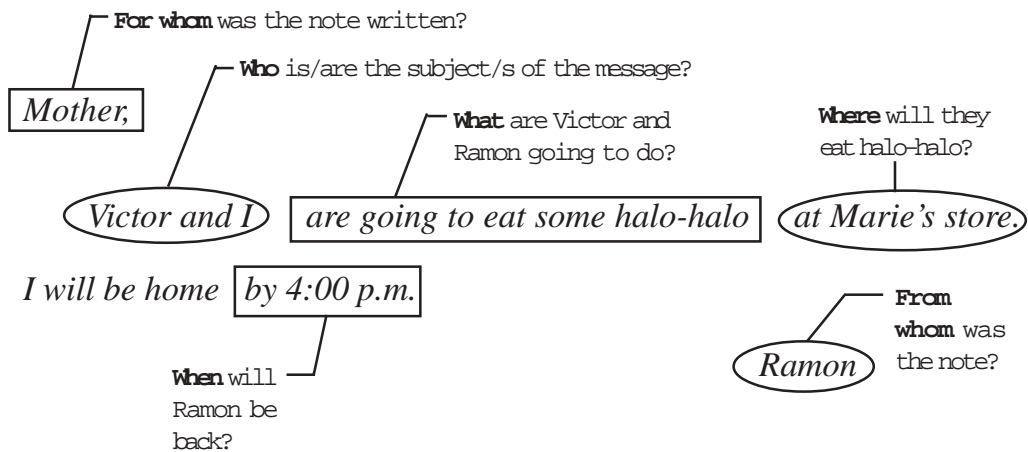 For whom was the note written?
Who is/are the subject/s of the message?
Mother,
What are Victor and
Ramon going to do?
Where will they
eat halo-halo?
Victor and I are going to eat some halo-halo at Marie's store.
I will be home by 4:00 p.m.
From
whom was
the note?
Ramon
When will
Ramon be
back?